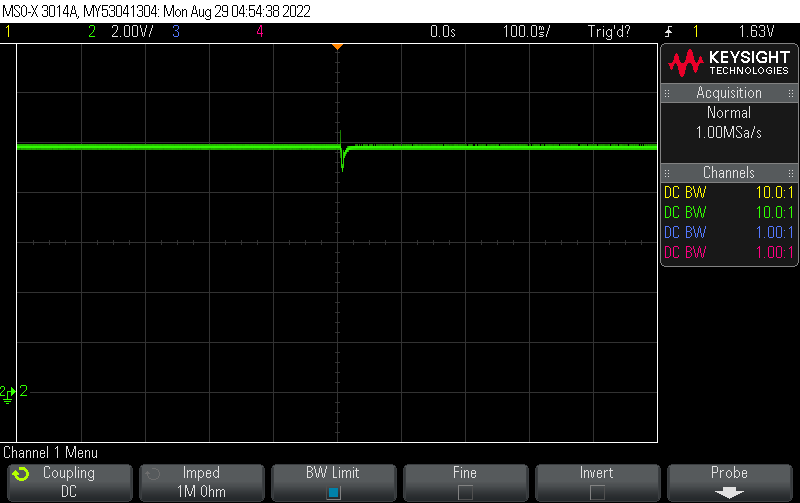 MSO-X 3014A, MY53041304: Mon Aug 29 04:54:38 2022
1 2 2.00V/ 3 4 0.0s 100.0ms/ Trig'd? 1 1.63V
KEYSIGHT
TECHNOLOGIES
Acquisition
Normal
1.00MSa/s
Channels
DC BW 10.0:1
DC BW 10.0:1
DC BW 1.00:1
DC BW 1.00:1
2 2
Channel 1 Menu
Coupling
DC
Imped
1M Ohm
BW Limit
Fine
Invert
Probe